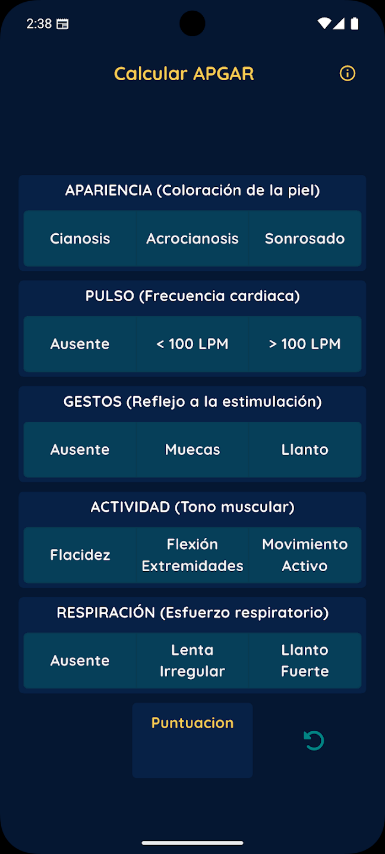 2:38
Calcular APGAR
APARIENCIA (Coloración de la piel)
Cianosis Acrocianosis Sonrosado
PULSO (Frecuencia cardiaca)
Ausente < 100 LPM > 100 LPM
GESTOS (Reflejo a la estimulación)
Ausente Muecas Llanto
ACTIVIDAD (Tono muscular)
Flacidez
Flexión
Extremidades
Movimiento
Activo
RESPIRACIÓN (Esfuerzo respiratorio)
Ausente
Lenta
Irregular
Llanto
Fuerte
Puntuacion